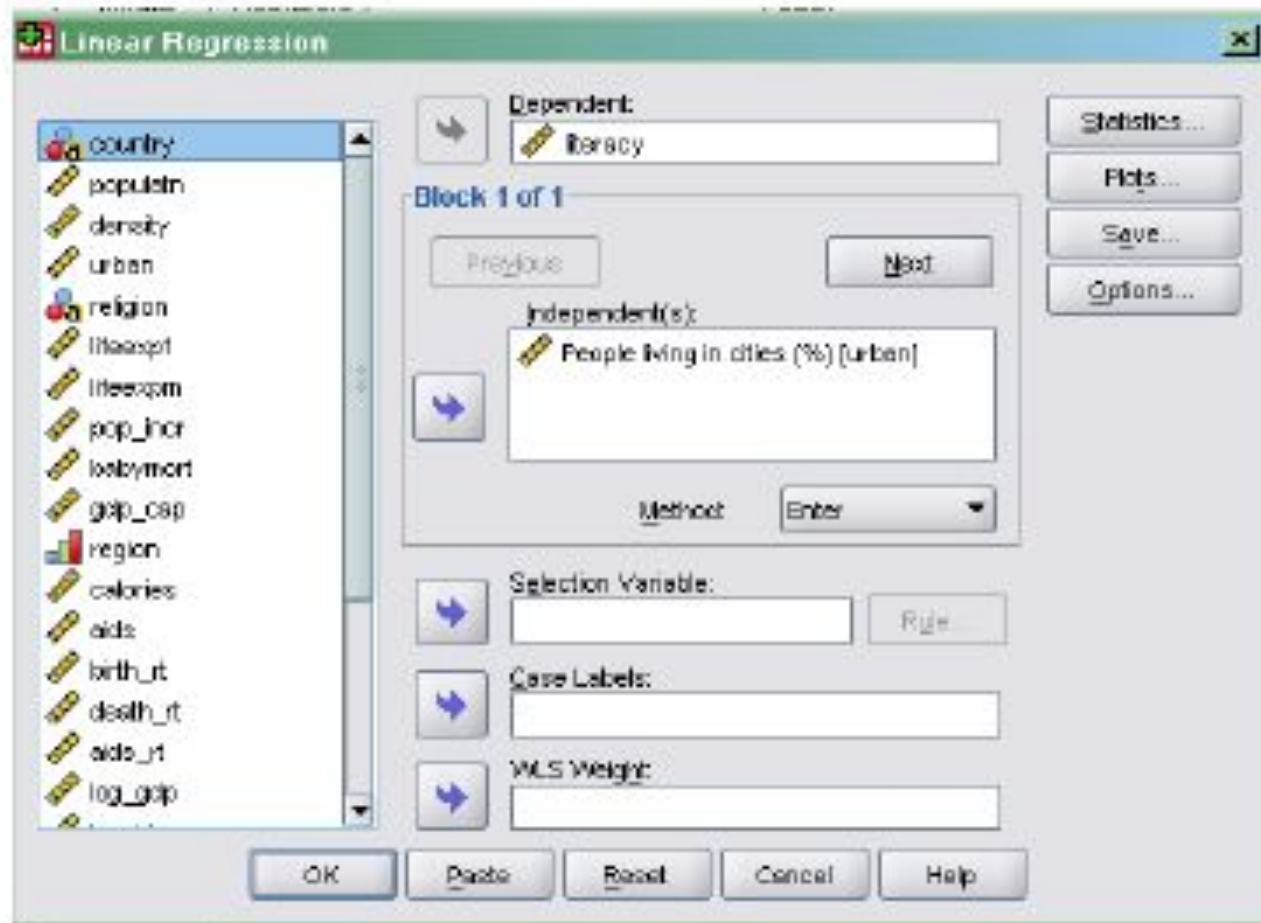 Linear Regression
country
populatn
density
urban
religion
lifeexpf
lifeexpm
pop_incr
babymort
gdp_cap
region
calories
aids
birth_rt
death_rt
aids_rt
log_gdp
Dependent:
literacy
Block 1 of 1
Previous
Next
Independent(s):
People living in cities (%) [urban]
Method:
Enter
Selection Variable:
Rule...
Case Labels:
WLS Weight:
Statistics...
Plots...
Save...
Options...
OK
Paste
Reset
Cancel
Help